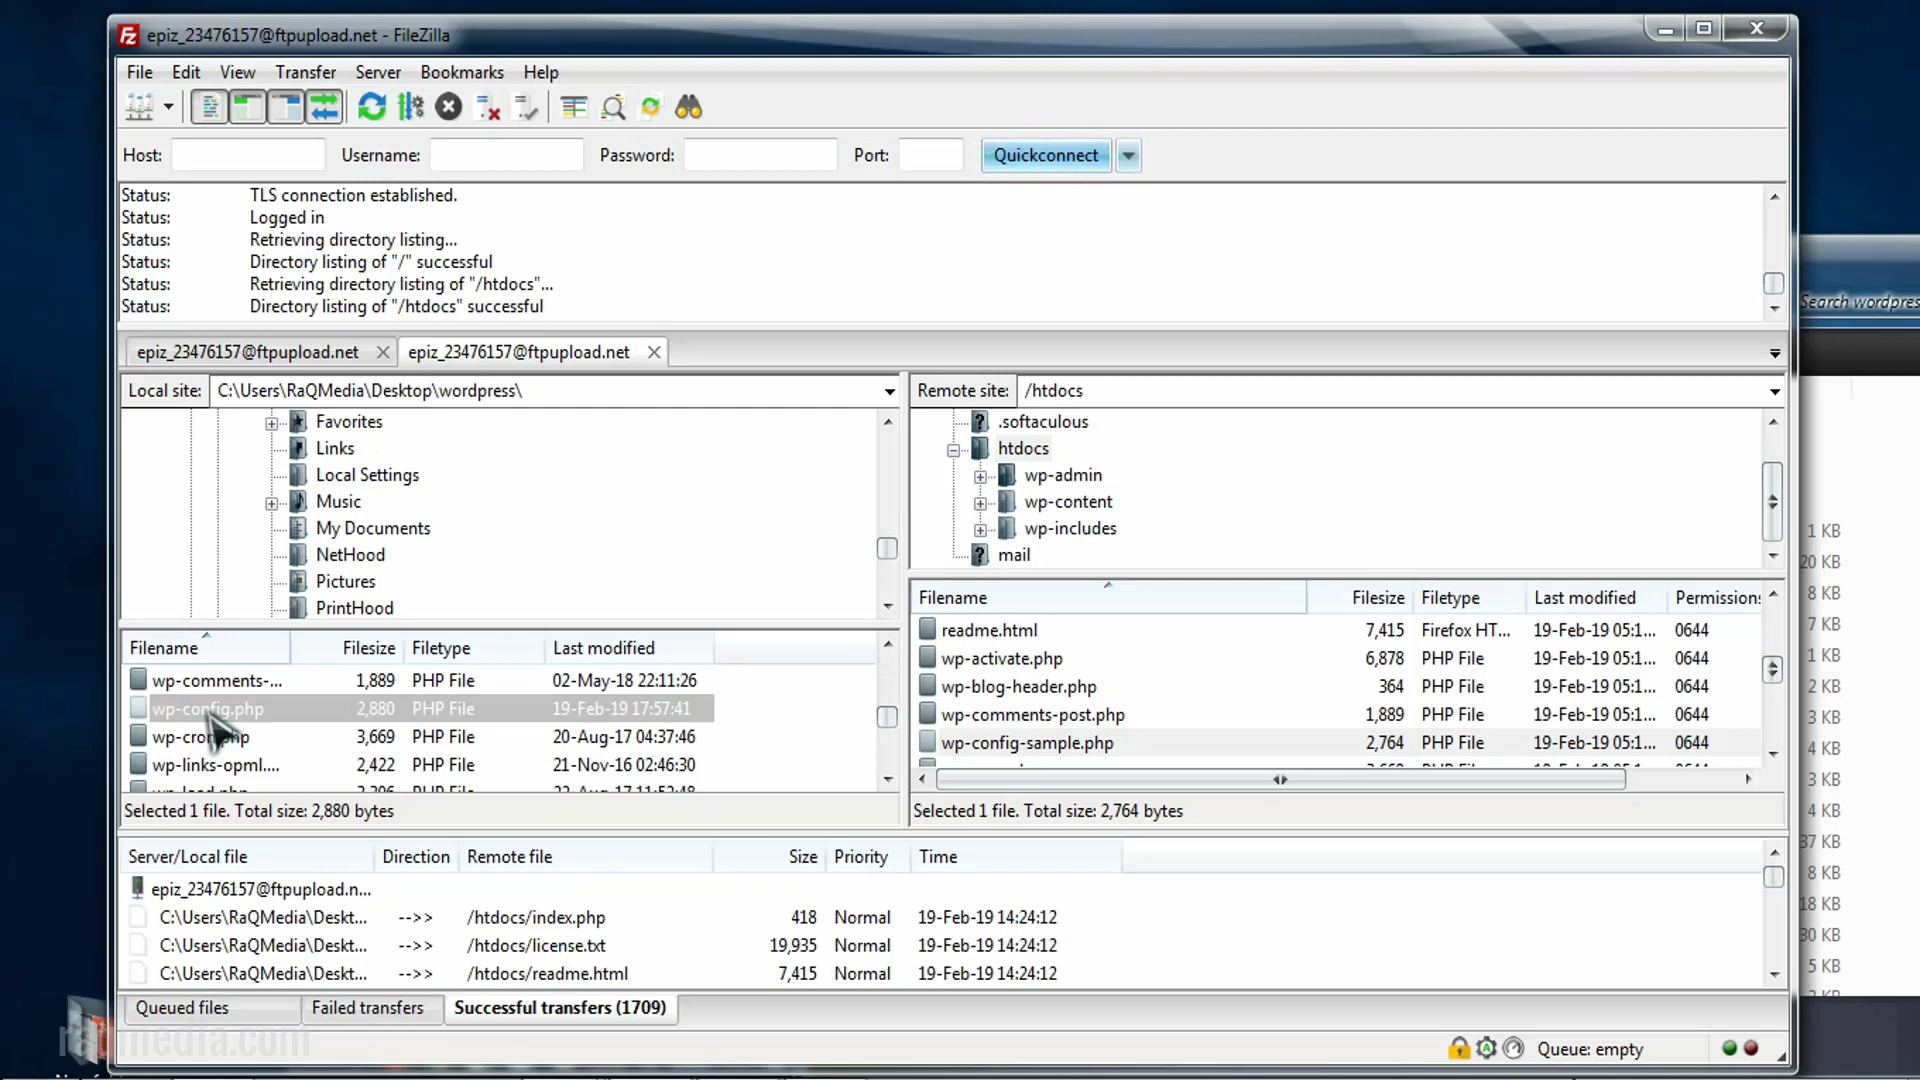 epiz_23476157@ftpupload.net - FileZilla
File Edit View Transfer Server Bookmarks Help
Host: Username: Password: Port: Quickconnect
Status: TLS connection established.
Status: Logged in
Status: Retrieving directory listing...
Status: Directory listing of "/" successful
Status: Retrieving directory listing of "/htdocs"...
Status: Directory listing of "/htdocs" successful
Search wordpres
epiz_23476157@ftpupload.net epiz_23476157@ftpupload.net
Local site: C:\Users\RaQMedia\Desktop\wordpress\
Favorites
Links
Local Settings
Music
My Documents
NetHood
Pictures
PrintHood
Filename Filesize Filetype Last modified
wp-comments-... 1,889 PHP File 02-May-18 22:11:26
wp-config.php 2,880 PHP File 19-Feb-19 17:57:41
wp-cron.php 3,669 PHP File 20-Aug-17 04:37:46
wp-links-opml.... 2,422 PHP File 21-Nov-16 02:46:30
Selected 1 file. Total size: 2,880 bytes
Remote site: /htdocs
.softaculous
htdocs
wp-admin
wp-content
wp-includes
mail
Filename Filesize Filetype Last modified Permissions
readme.html 7,415 Firefox HT... 19-Feb-19 05:1... 0644
wp-activate.php 6,878 PHP File 19-Feb-19 05:1... 0644
wp-blog-header.php 364 PHP File 19-Feb-19 05:1... 0644
wp-comments-post.php 1,889 PHP File 19-Feb-19 05:1... 0644
wp-config-sample.php 2,764 PHP File 19-Feb-19 05:1... 0644
Selected 1 file. Total size: 2,764 bytes
1 KB
20 KB
8 KB
7 KB
1 KB
2 KB
3 KB
4 KB
3 KB
4 KB
37 KB
8 KB
18 KB
30 KB
5 KB
Server/Local file Direction Remote file Size Priority Time
epiz_23476157@ftpupload.n...
C:\Users\RaQMedia\Deskt... -->> /htdocs/index.php 418 Normal 19-Feb-19 14:24:12
C:\Users\RaQMedia\Deskt... -->> /htdocs/license.txt 19,935 Normal 19-Feb-19 14:24:12
C:\Users\RaQMedia\Deskt... -->> /htdocs/readme.html 7,415 Normal 19-Feb-19 14:24:12
Queued files Failed transfers Successful transfers (1709)
raqmedia.com
Queue: empty